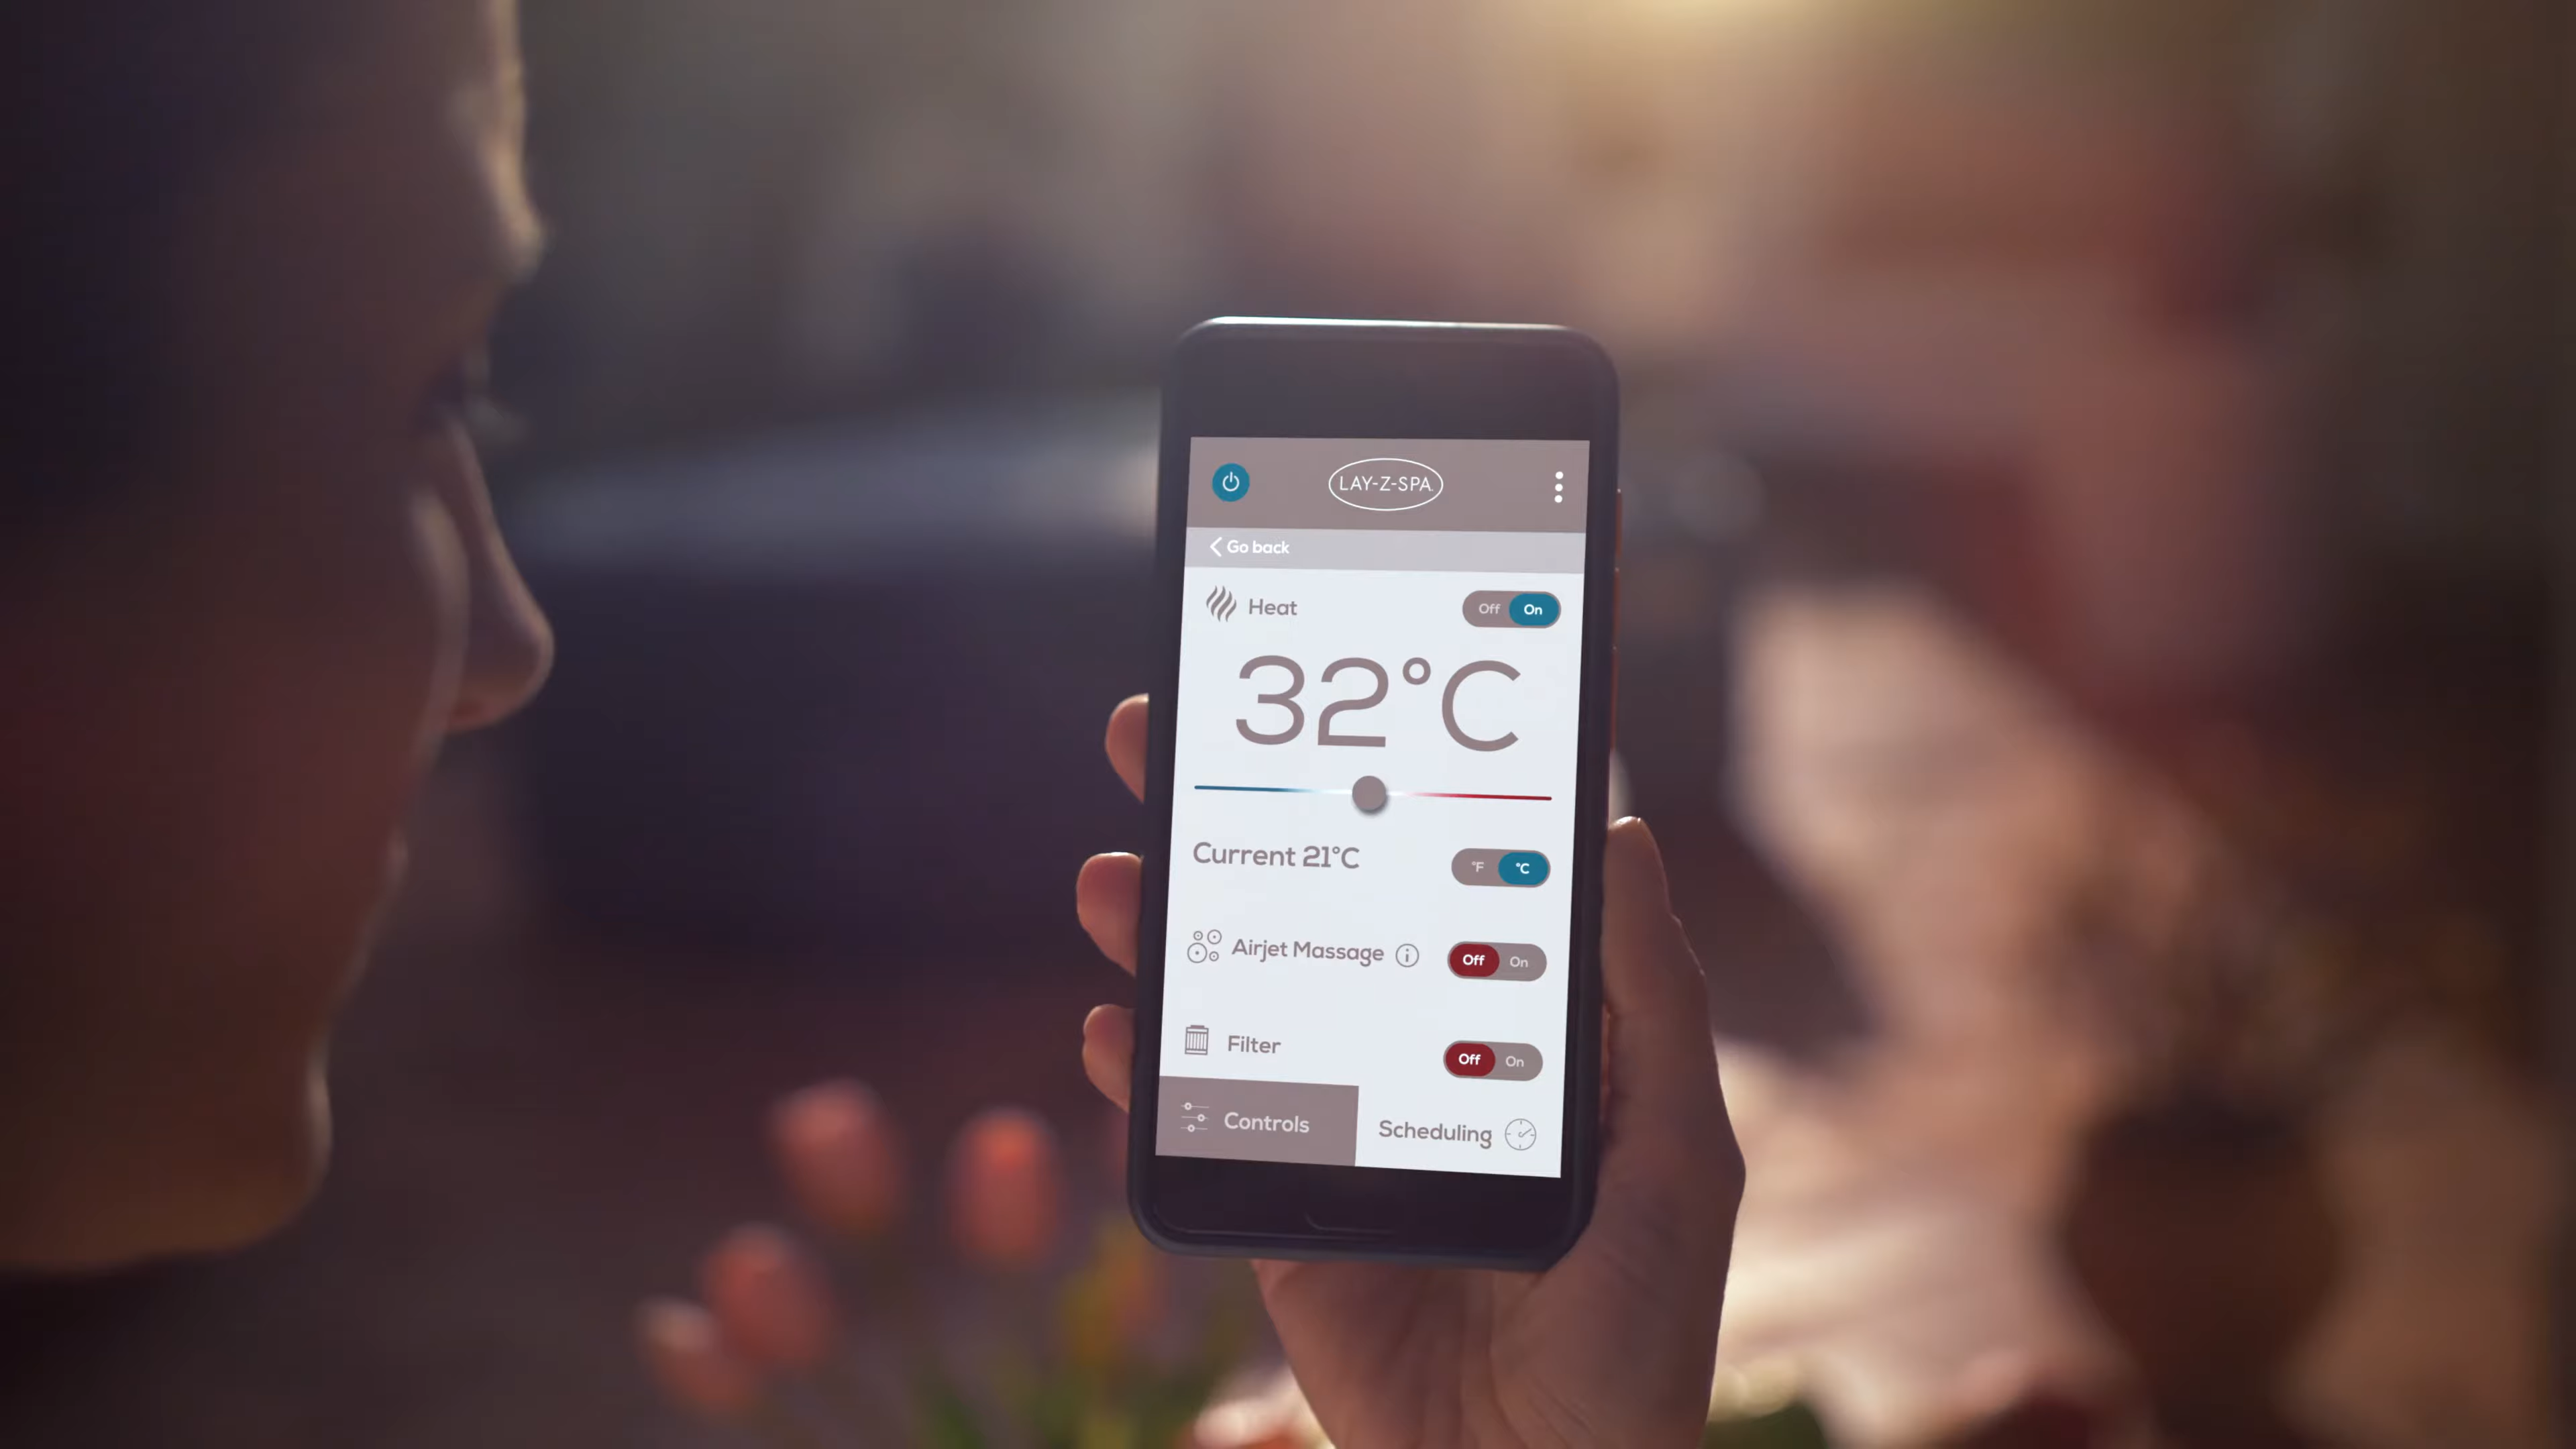 LAY-Z-SPA
Go back
Heat
Off On
32°C
Current 21°C
°F °C
Airjet Massage i
Off On
Filter
Off On
Controls
Scheduling